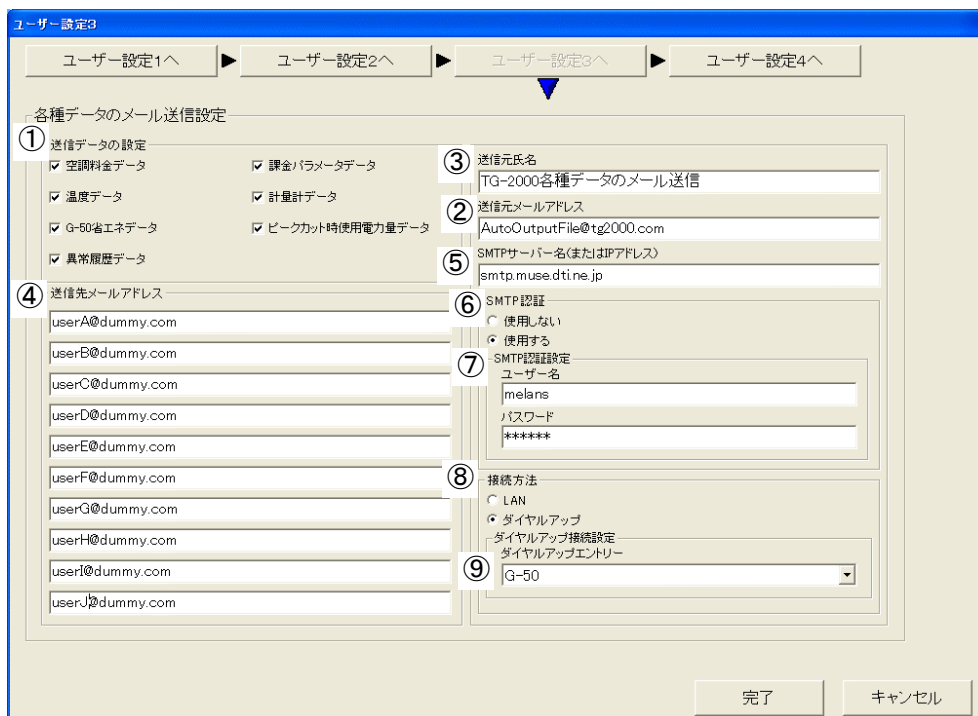 ユーザー設定3
ユーザー設定1へ
ユーザー設定2へ
ユーザー設定3へ
ユーザー設定4へ
各種データのメール送信設定
① 送信データの設定
空調料金データ
課金パラメータデータ
温度データ
計量計データ
G-50省エネデータ
ピークカット時使用電力量データ
異常履歴データ
④ 送信先メールアドレス
userA@dummy.com
userB@dummy.com
userC@dummy.com
userD@dummy.com
userE@dummy.com
userF@dummy.com
userG@dummy.com
userH@dummy.com
userI@dummy.com
userJ@dummy.com
③ 送信元氏名
TG-2000各種データのメール送信
② 送信元メールアドレス
AutoOutputFile@tg2000.com
⑤ SMTPサーバー名(またはIPアドレス)
smtp.muse.dti.ne.jp
⑥ SMTP認証
使用しない
使用する
⑦ SMTP認証設定
ユーザー名
melans
パスワード
******
⑧ 接続方法
LAN
ダイヤルアップ
ダイヤルアップ接続設定
⑨ ダイヤルアップエントリー
G-50
完了
キャンセル